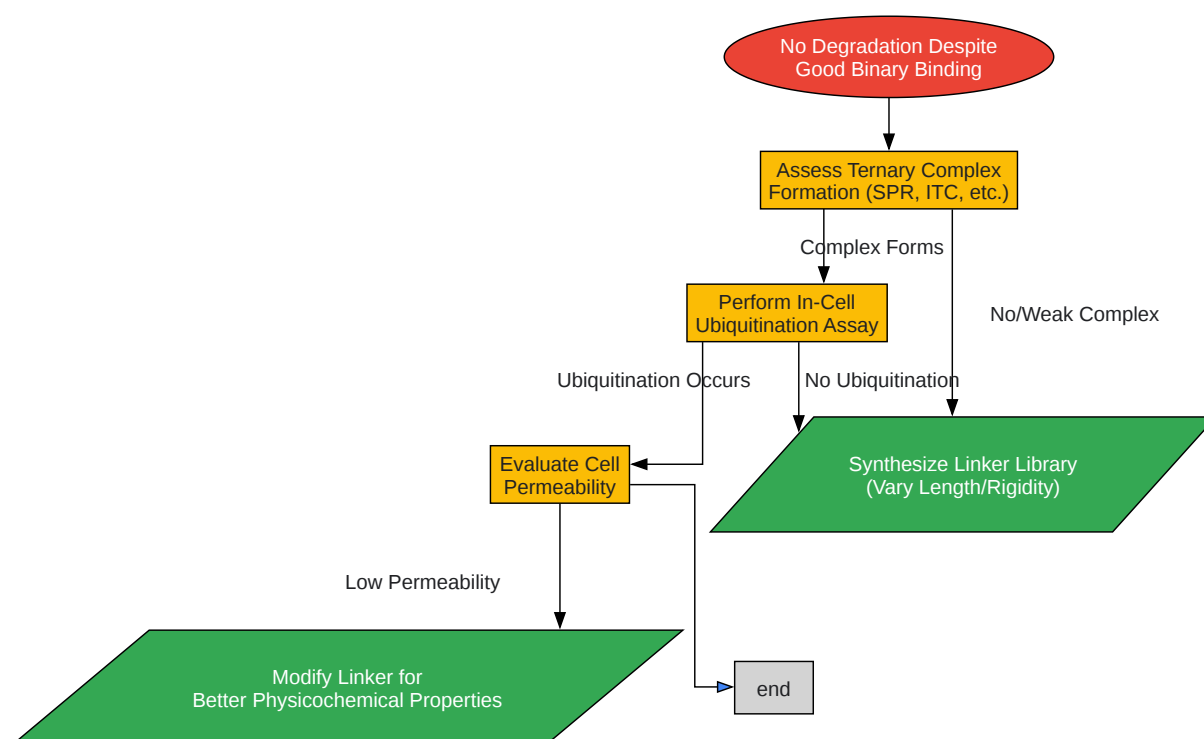 No Degradation Despite
Good Binary Binding
Assess Ternary Complex
Formation (SPR, ITC, etc.)
Complex Forms
Perform In-Cell
Ubiquitination Assay
No/Weak Complex
Ubiquitination Occurs
No Ubiquitination
Evaluate Cell
Permeability
Synthesize Linker Library
(Vary Length/Rigidity)
Low Permeability
Modify Linker for
Better Physicochemical Properties
end